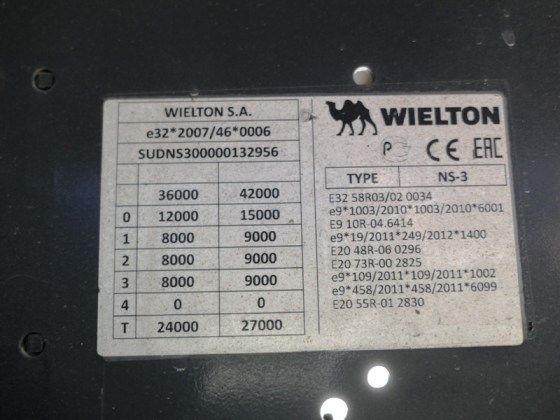 WIELTON S.A.
e32*2007/46*0006
SUDNS300000132956
36000 42000
0 12000 15000
1 8000 9000
2 8000 9000
3 8000 9000
4 0 0
T 24000 27000
WIELTON
P CE EAC
TYPE NS-3
E32 58R03/02 0034
e9*1003/2010*1003/2010*6001
E9 10R-04.6414
e9*19/2011*249/2012*1400
E20 48R-06 0296
E20 73R-00 2825
e9*109/2011*109/2011*1002
e9*458/2011*458/2011*6099
E20 55R-01 2830